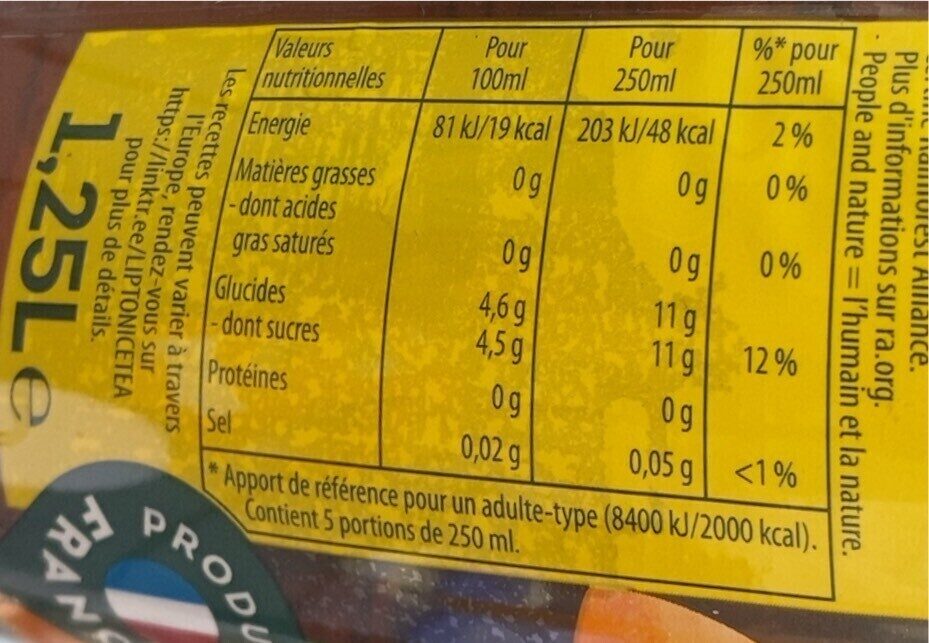 Valeurs nutritionnelles Pour 100ml Pour 250ml %* pour 250ml
Energie 81 kJ/19 kcal 203 kJ/48 kcal 2 %
Matières grasses 0 g 0 g 0 %
- dont acides
gras saturés 0 g 0 g 0 %
Glucides 4,6 g 11 g
- dont sucres 4,5 g 11 g 12 %
Protéines 0 g 0 g
Sel 0,02 g 0,05 g <1 %
* Apport de référence pour un adulte-type (8400 kJ/2000 kcal).
Contient 5 portions de 250 ml.
Alliance.
Plus d'informations sur ra.org.
People and nature = l'humain et la nature.
Les recettes peuvent varier à travers
l'Europe, rendez-vous sur
https://linktr.ee/LIPTONICETEA
pour plus de détails.
1,25L e